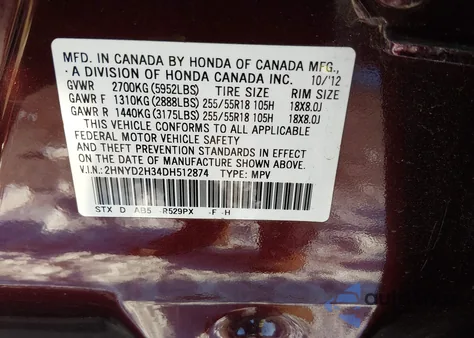 MFD. IN CANADA BY HONDA OF CANADA MFG.,
A DIVISION OF HONDA CANADA INC. 10/'12
GVWR 2700KG(5952LBS) TIRE SIZE RIM SIZE
GAWR F 1310KG(2888LBS) 255/55R18 105H 18X8.0J
GAWR R 1440KG(3175LBS) 255/55R18 105H 18X8.0J
THIS VEHICLE CONFORMS TO ALL APPLICABLE
FEDERAL MOTOR VEHICLE SAFETY
AND THEFT PREVENTION STANDARDS IN EFFECT
ON THE DATE OF MANUFACTURE SHOWN ABOVE.
V.I.N.: 2HNYD2H34DH512874 TYPE: MPV
STX D AB5 R529PX F H